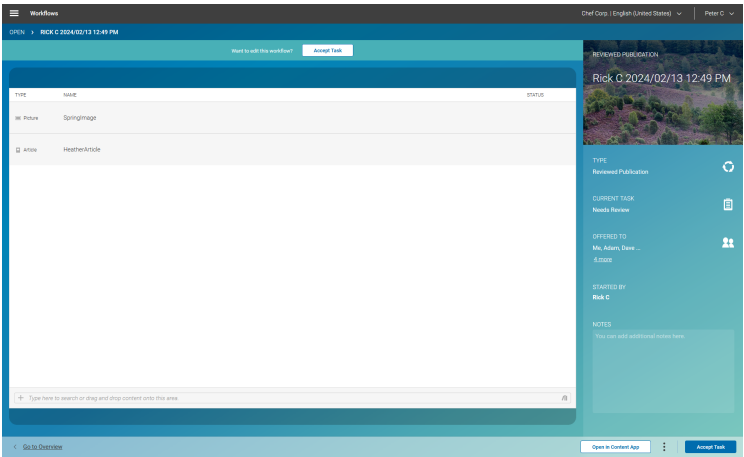 Workflows
Chef Corp. | English (United States)
Peter C
OPEN > RICK C 2024/02/13 12:49 PM
Want to edit this workflow?
Accept Task
REVIEWED PUBLICATION
Rick C 2024/02/13 12:49 PM
TYPE NAME STATUS
Picture SpringImage
Article HeatherArticle
TYPE
Reviewed Publication
CURRENT TASK
Needs Review
OFFERED TO
Me, Adam, Dave ...
4 more
STARTED BY
Rick C
NOTES
You can add additional notes here
Type here to search or drag and drop content onto this area
Go to Overview
Open in Content App
Accept Task